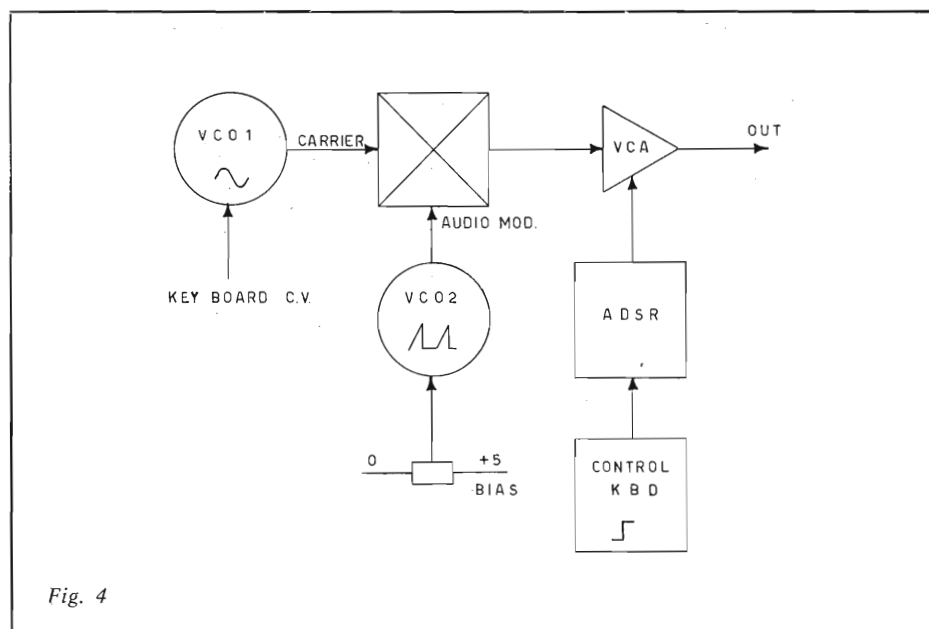 VCO1
CARRIER
AUDIO MOD.
VCA
OUT
KEY BOARD C.V.
VCO2
ADSR
0 +5
BIAS
CONTROL
KBD
Fig. 4